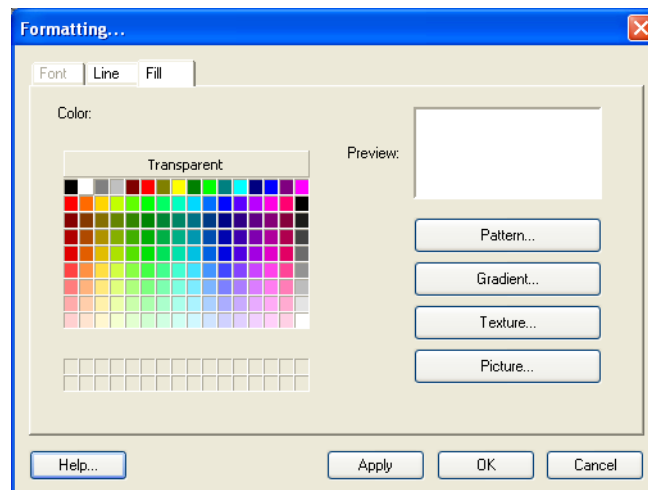 Formatting...
Font Line Fill
Color:
Preview:
Transparent
Pattern...
Gradient...
Texture...
Picture...
Help... Apply OK Cancel